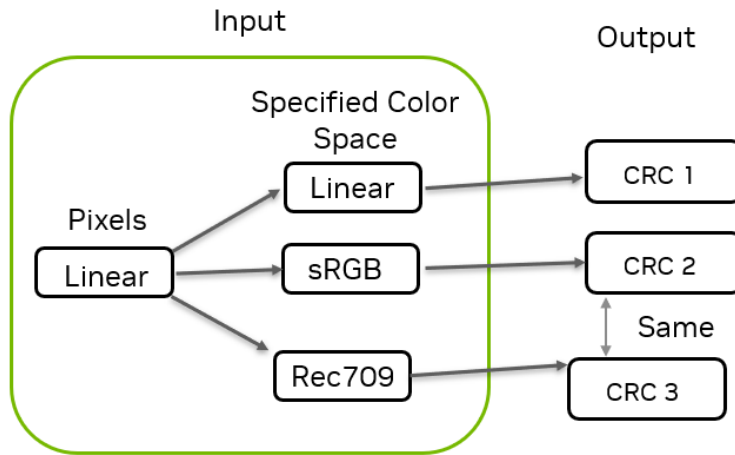 Input
Output
Specified Color
Space
Linear
CRC 1
Pixels
Linear
sRGB
CRC 2
Same
Rec709
CRC 3